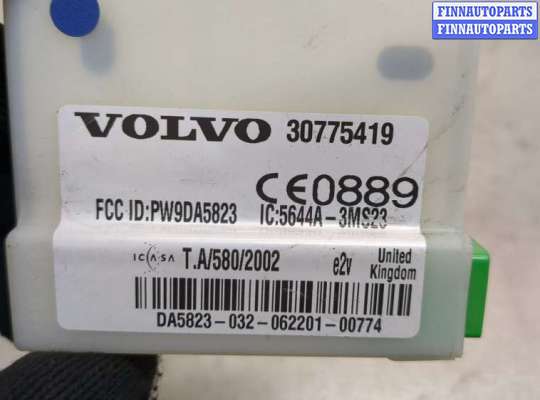 FINNAUTOPARTS
FINNAUTOPARTS
VOLVO 30775419
CE0889
FCC ID:PW9DA5823 IC:5644A-3MS23
ICASA T.A/580/2002 e2v United Kingdom
DA5823-032-062201-00774